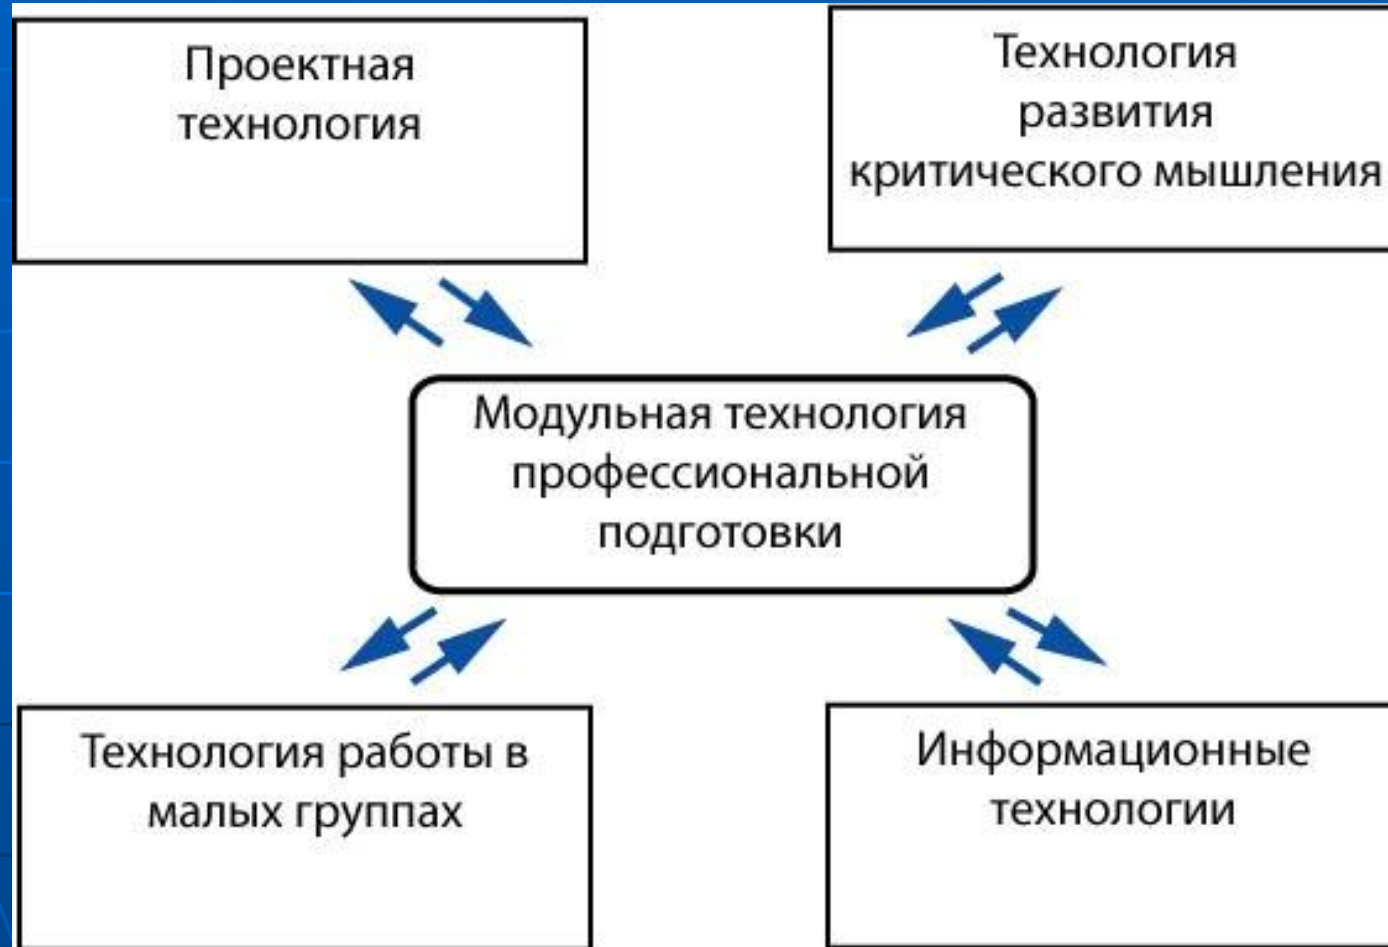 Проектная
технология
Технология
развития
критического мышления
Модульная технология
профессиональной
подготовки
Технология работы в
малых группах
Информационные
технологии